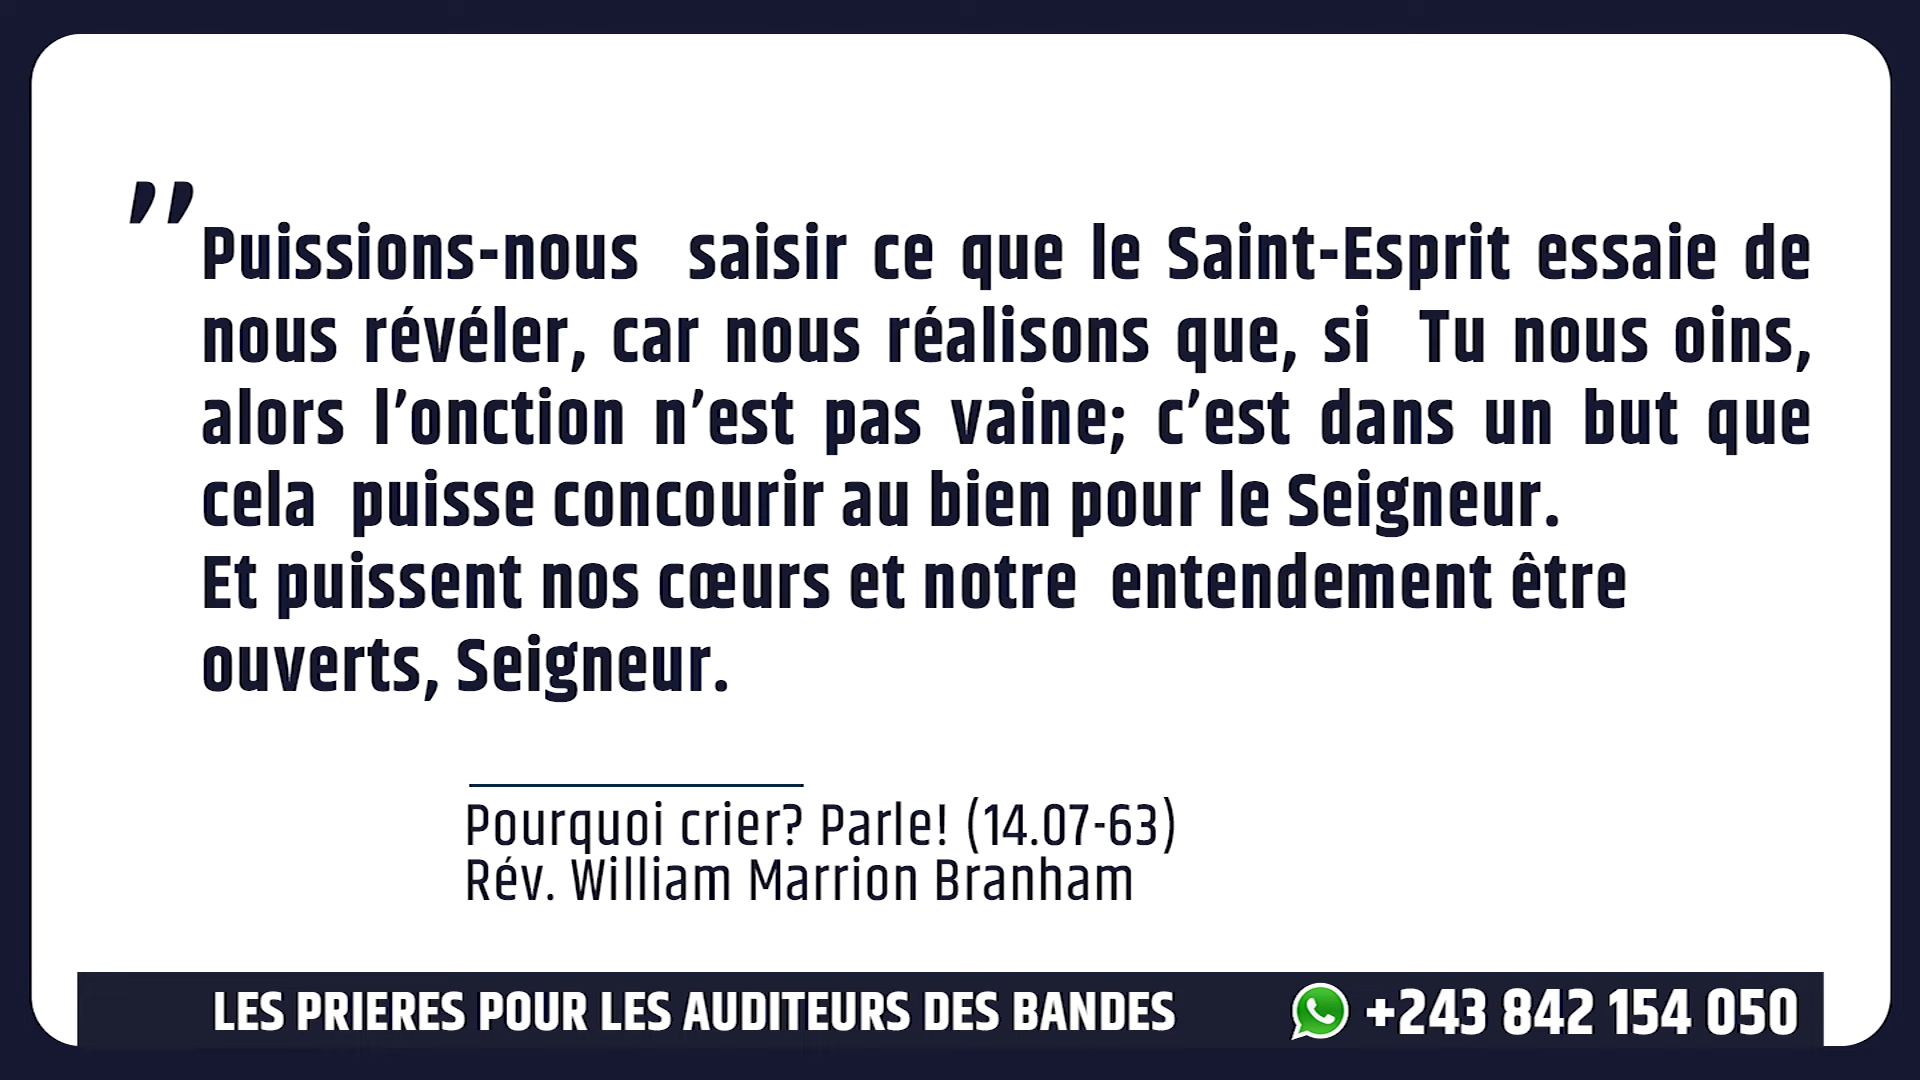 ” Puissions-nous saisir ce que le Saint-Esprit essaie de
nous révéler, car nous réalisons que, si Tu nous oins,
alors l’onction n’est pas vaine; c’est dans un but que
cela puisse concourir au bien pour le Seigneur.
Et puissent nos cœurs et notre entendement être
ouverts, Seigneur.
Pourquoi crier? Parle! (14.07-63)
Rév. William Marrion Branham
LES PRIERES POUR LES AUDITEURS DES BANDES
+243 842 154 050